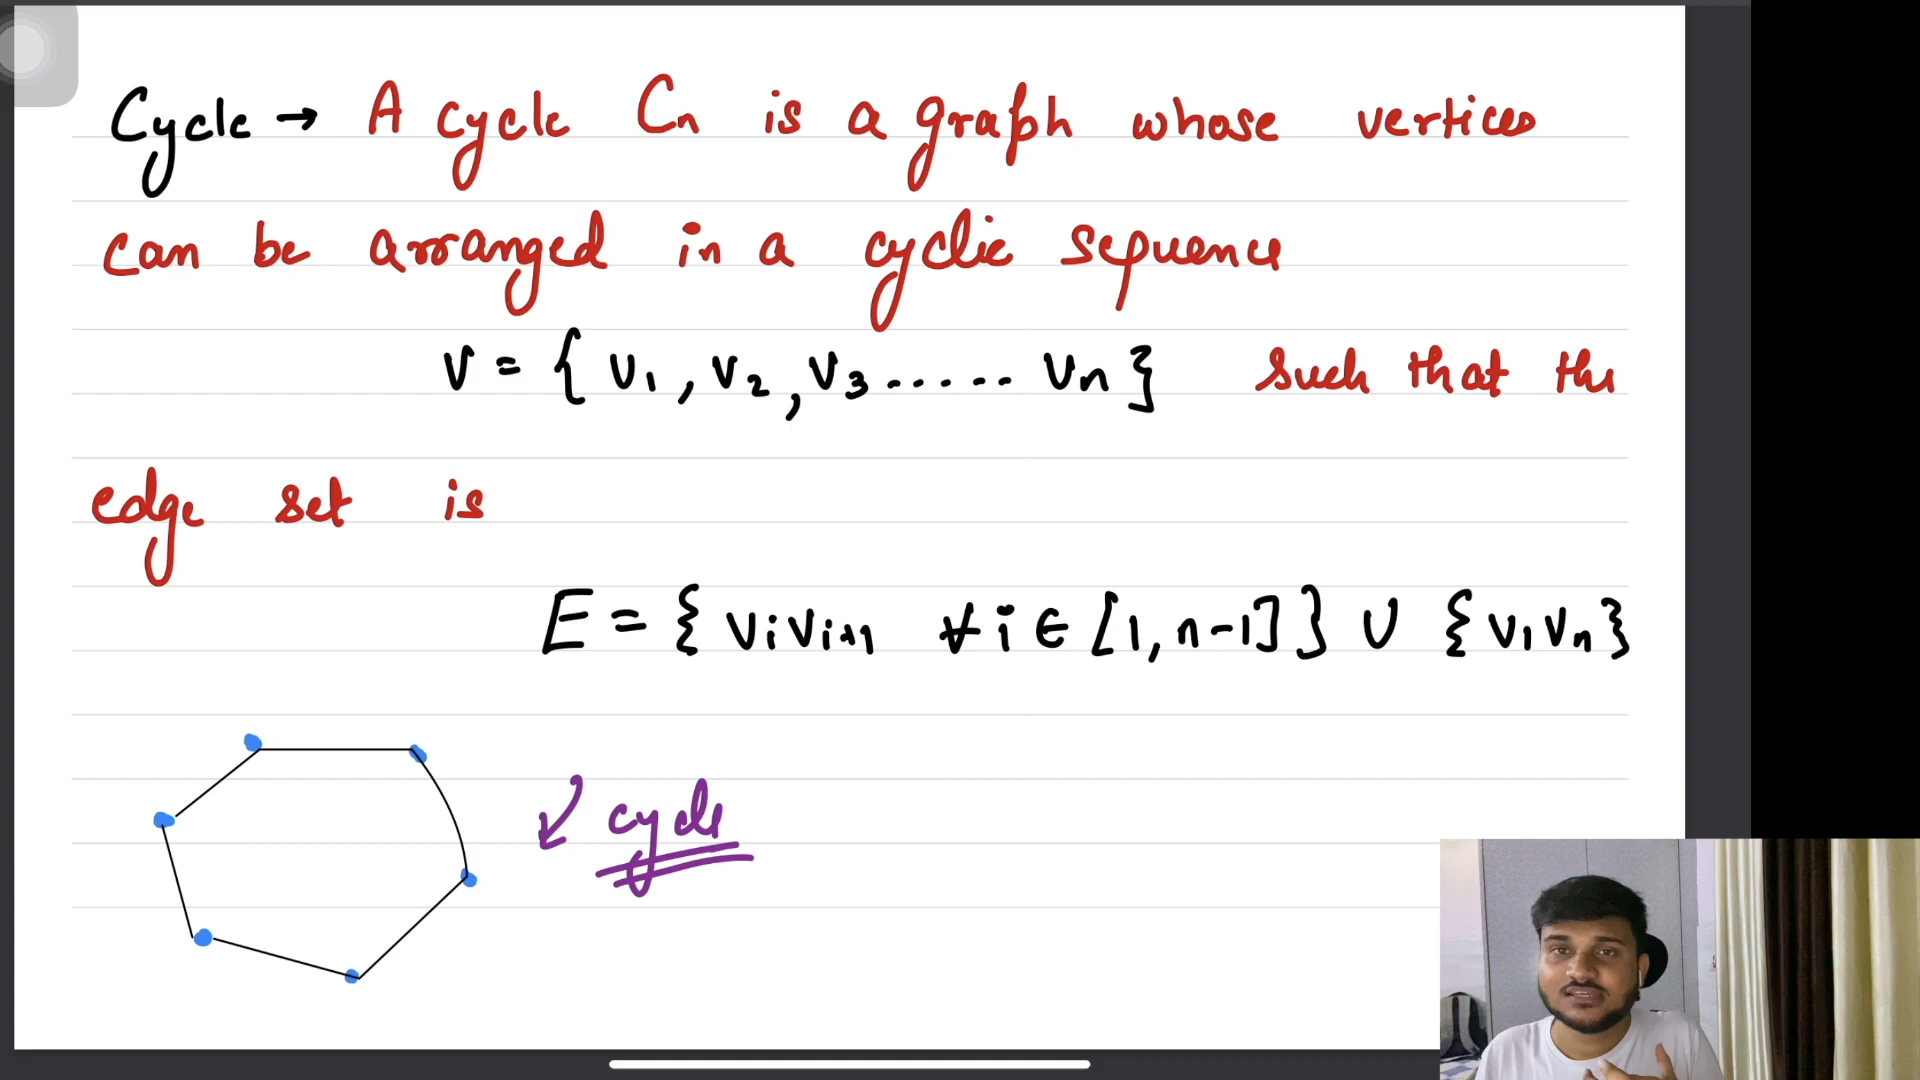 Cycle → A cycle Cn is a graph whose vertices
can be arranged in a cyclic sequence
V = { V1, V2, V3...... Vn } such that the
edge set is
E = { ViVi+1 ∀ i ∈ [1, n-1] } ∪ { V1Vn }
cycle